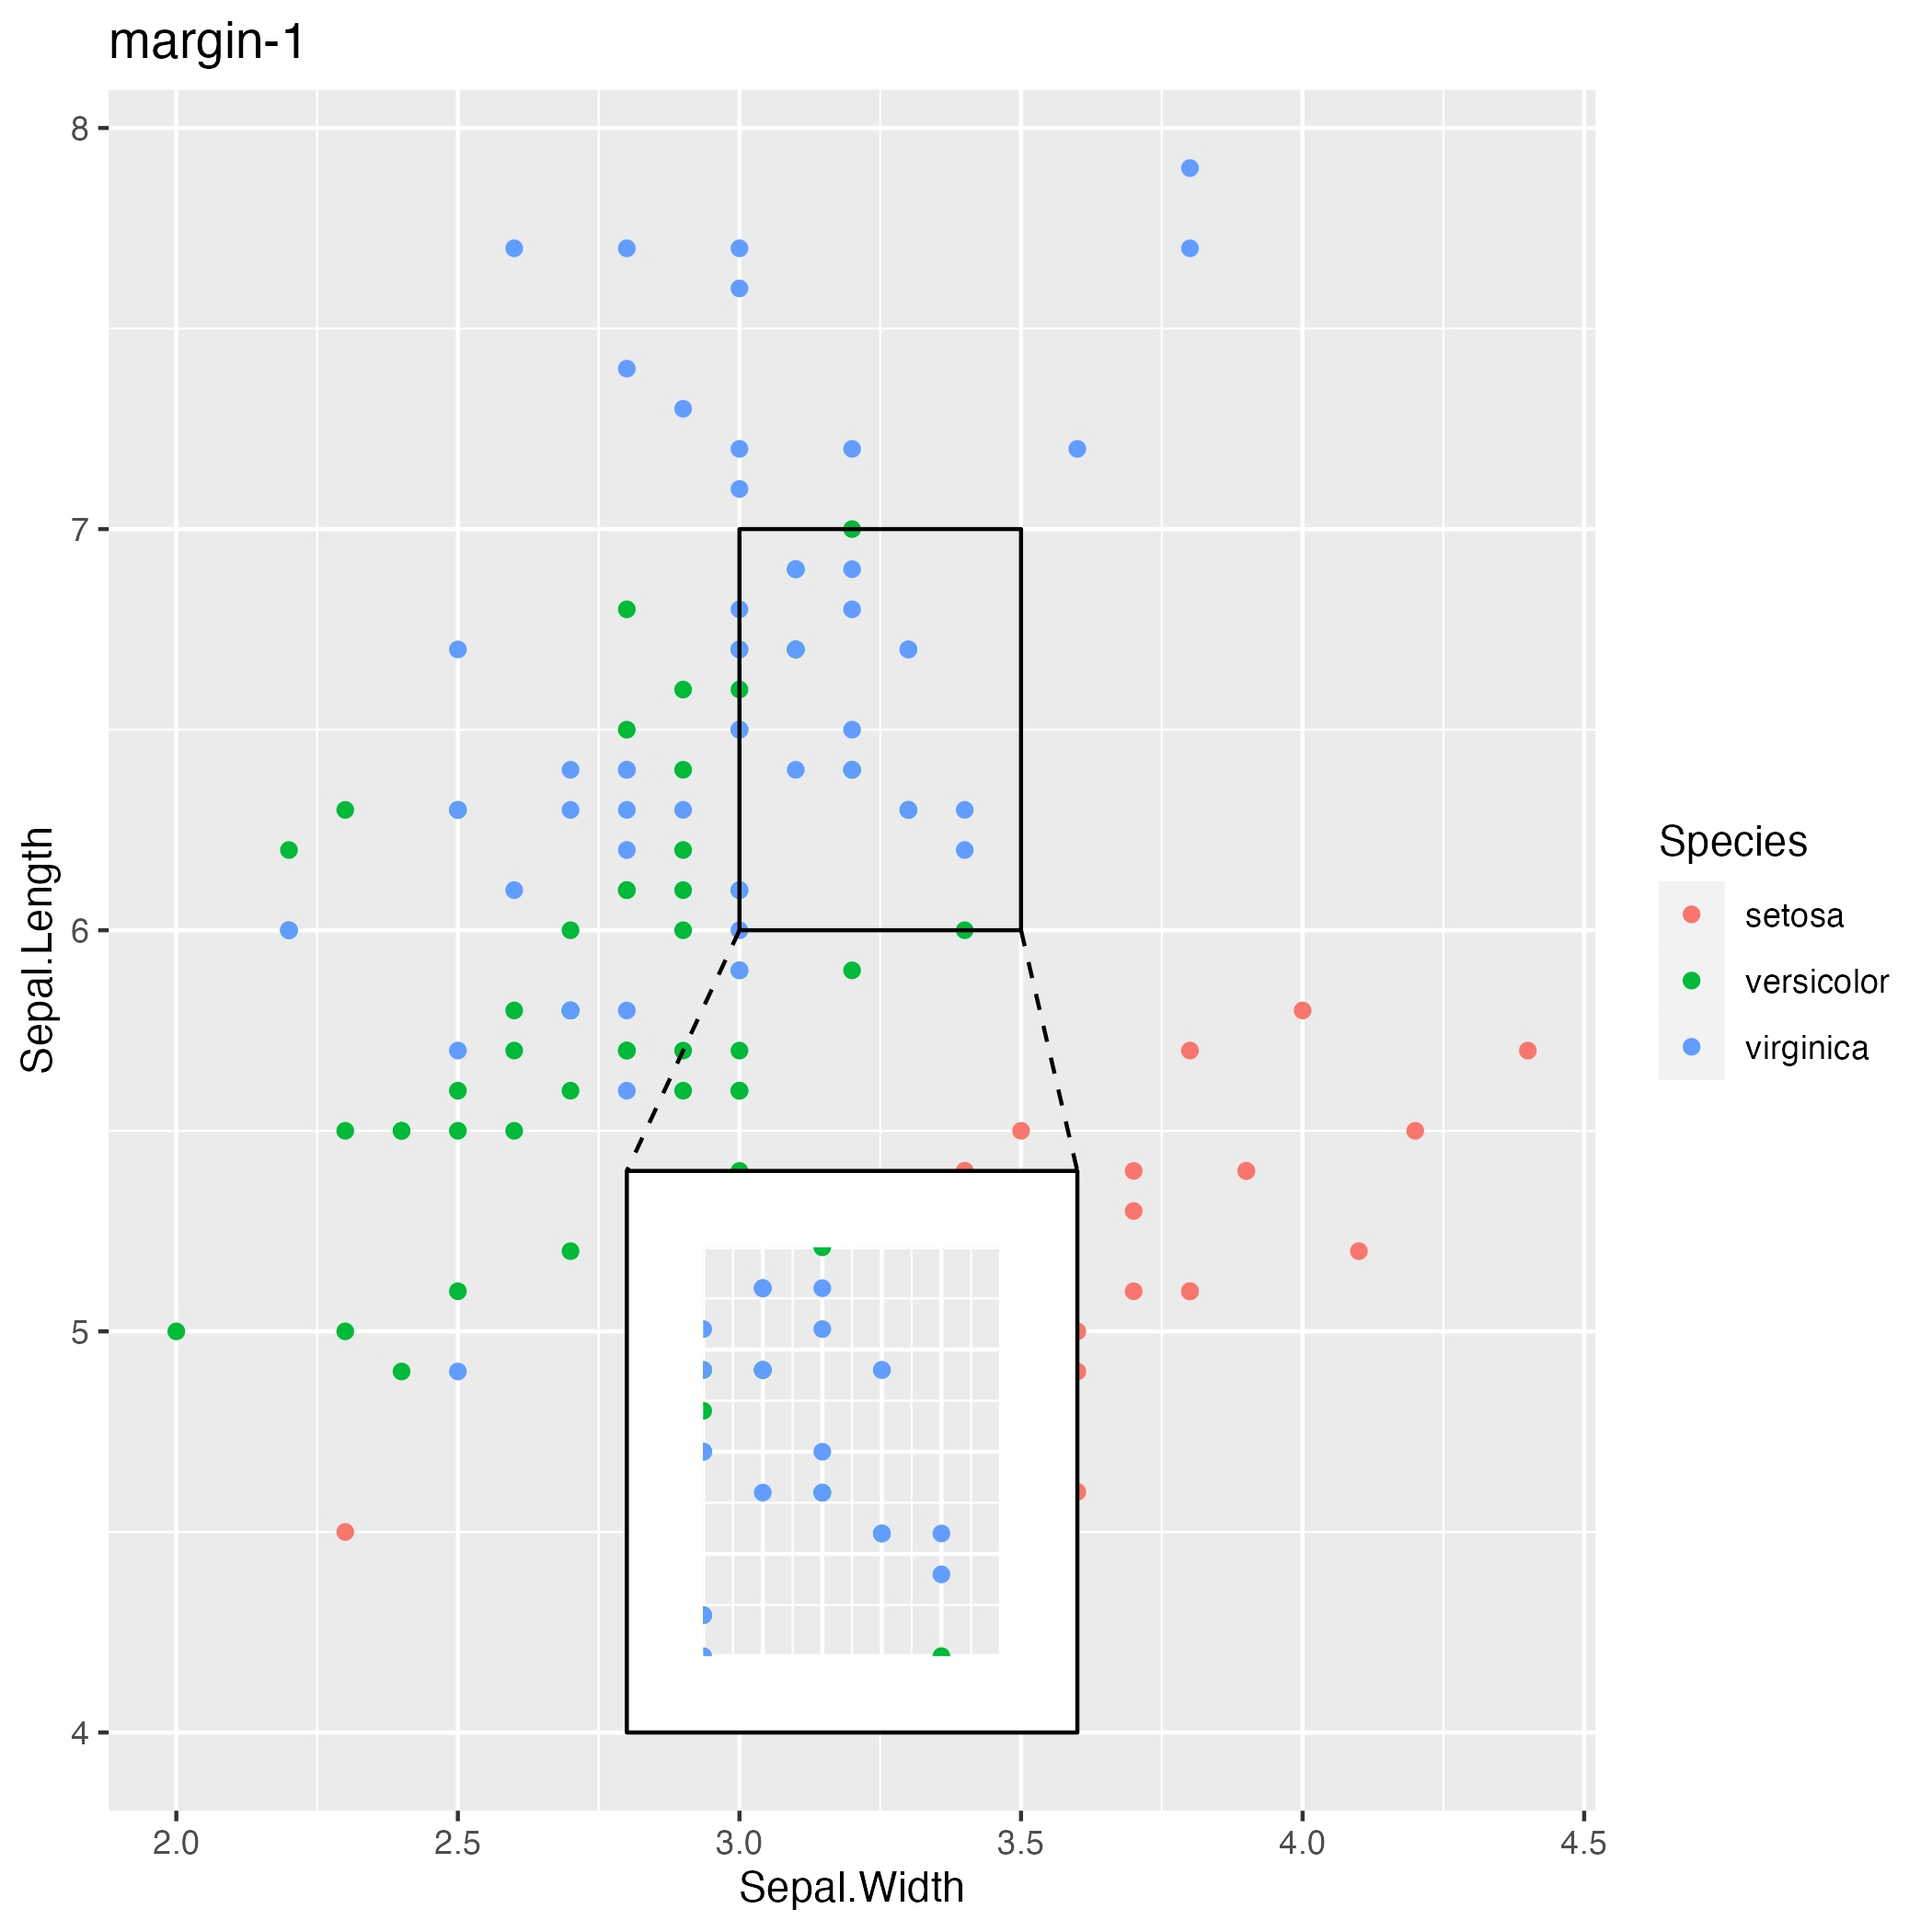 margin-1
8
7
6
5
4
Sepal.Length
2.0 2.5 3.0 3.5 4.0 4.5
Sepal.Width
Species
setosa
versicolor
virginica